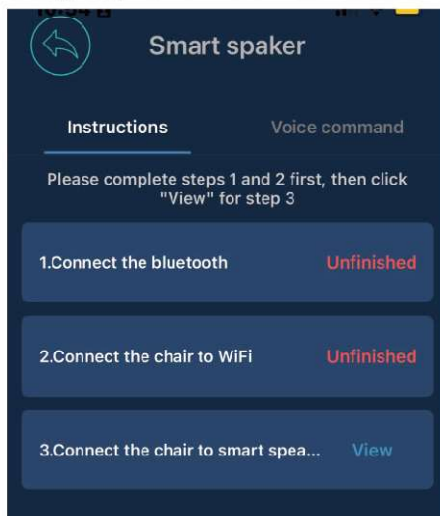 Smart spaker
Instructions
Voice command
Please complete steps 1 and 2 first, then click
"View" for step 3
1.Connect the bluetooth
Unfinished
2.Connect the chair to WiFi
Unfinished
3.Connect the chair to smart spea...
View